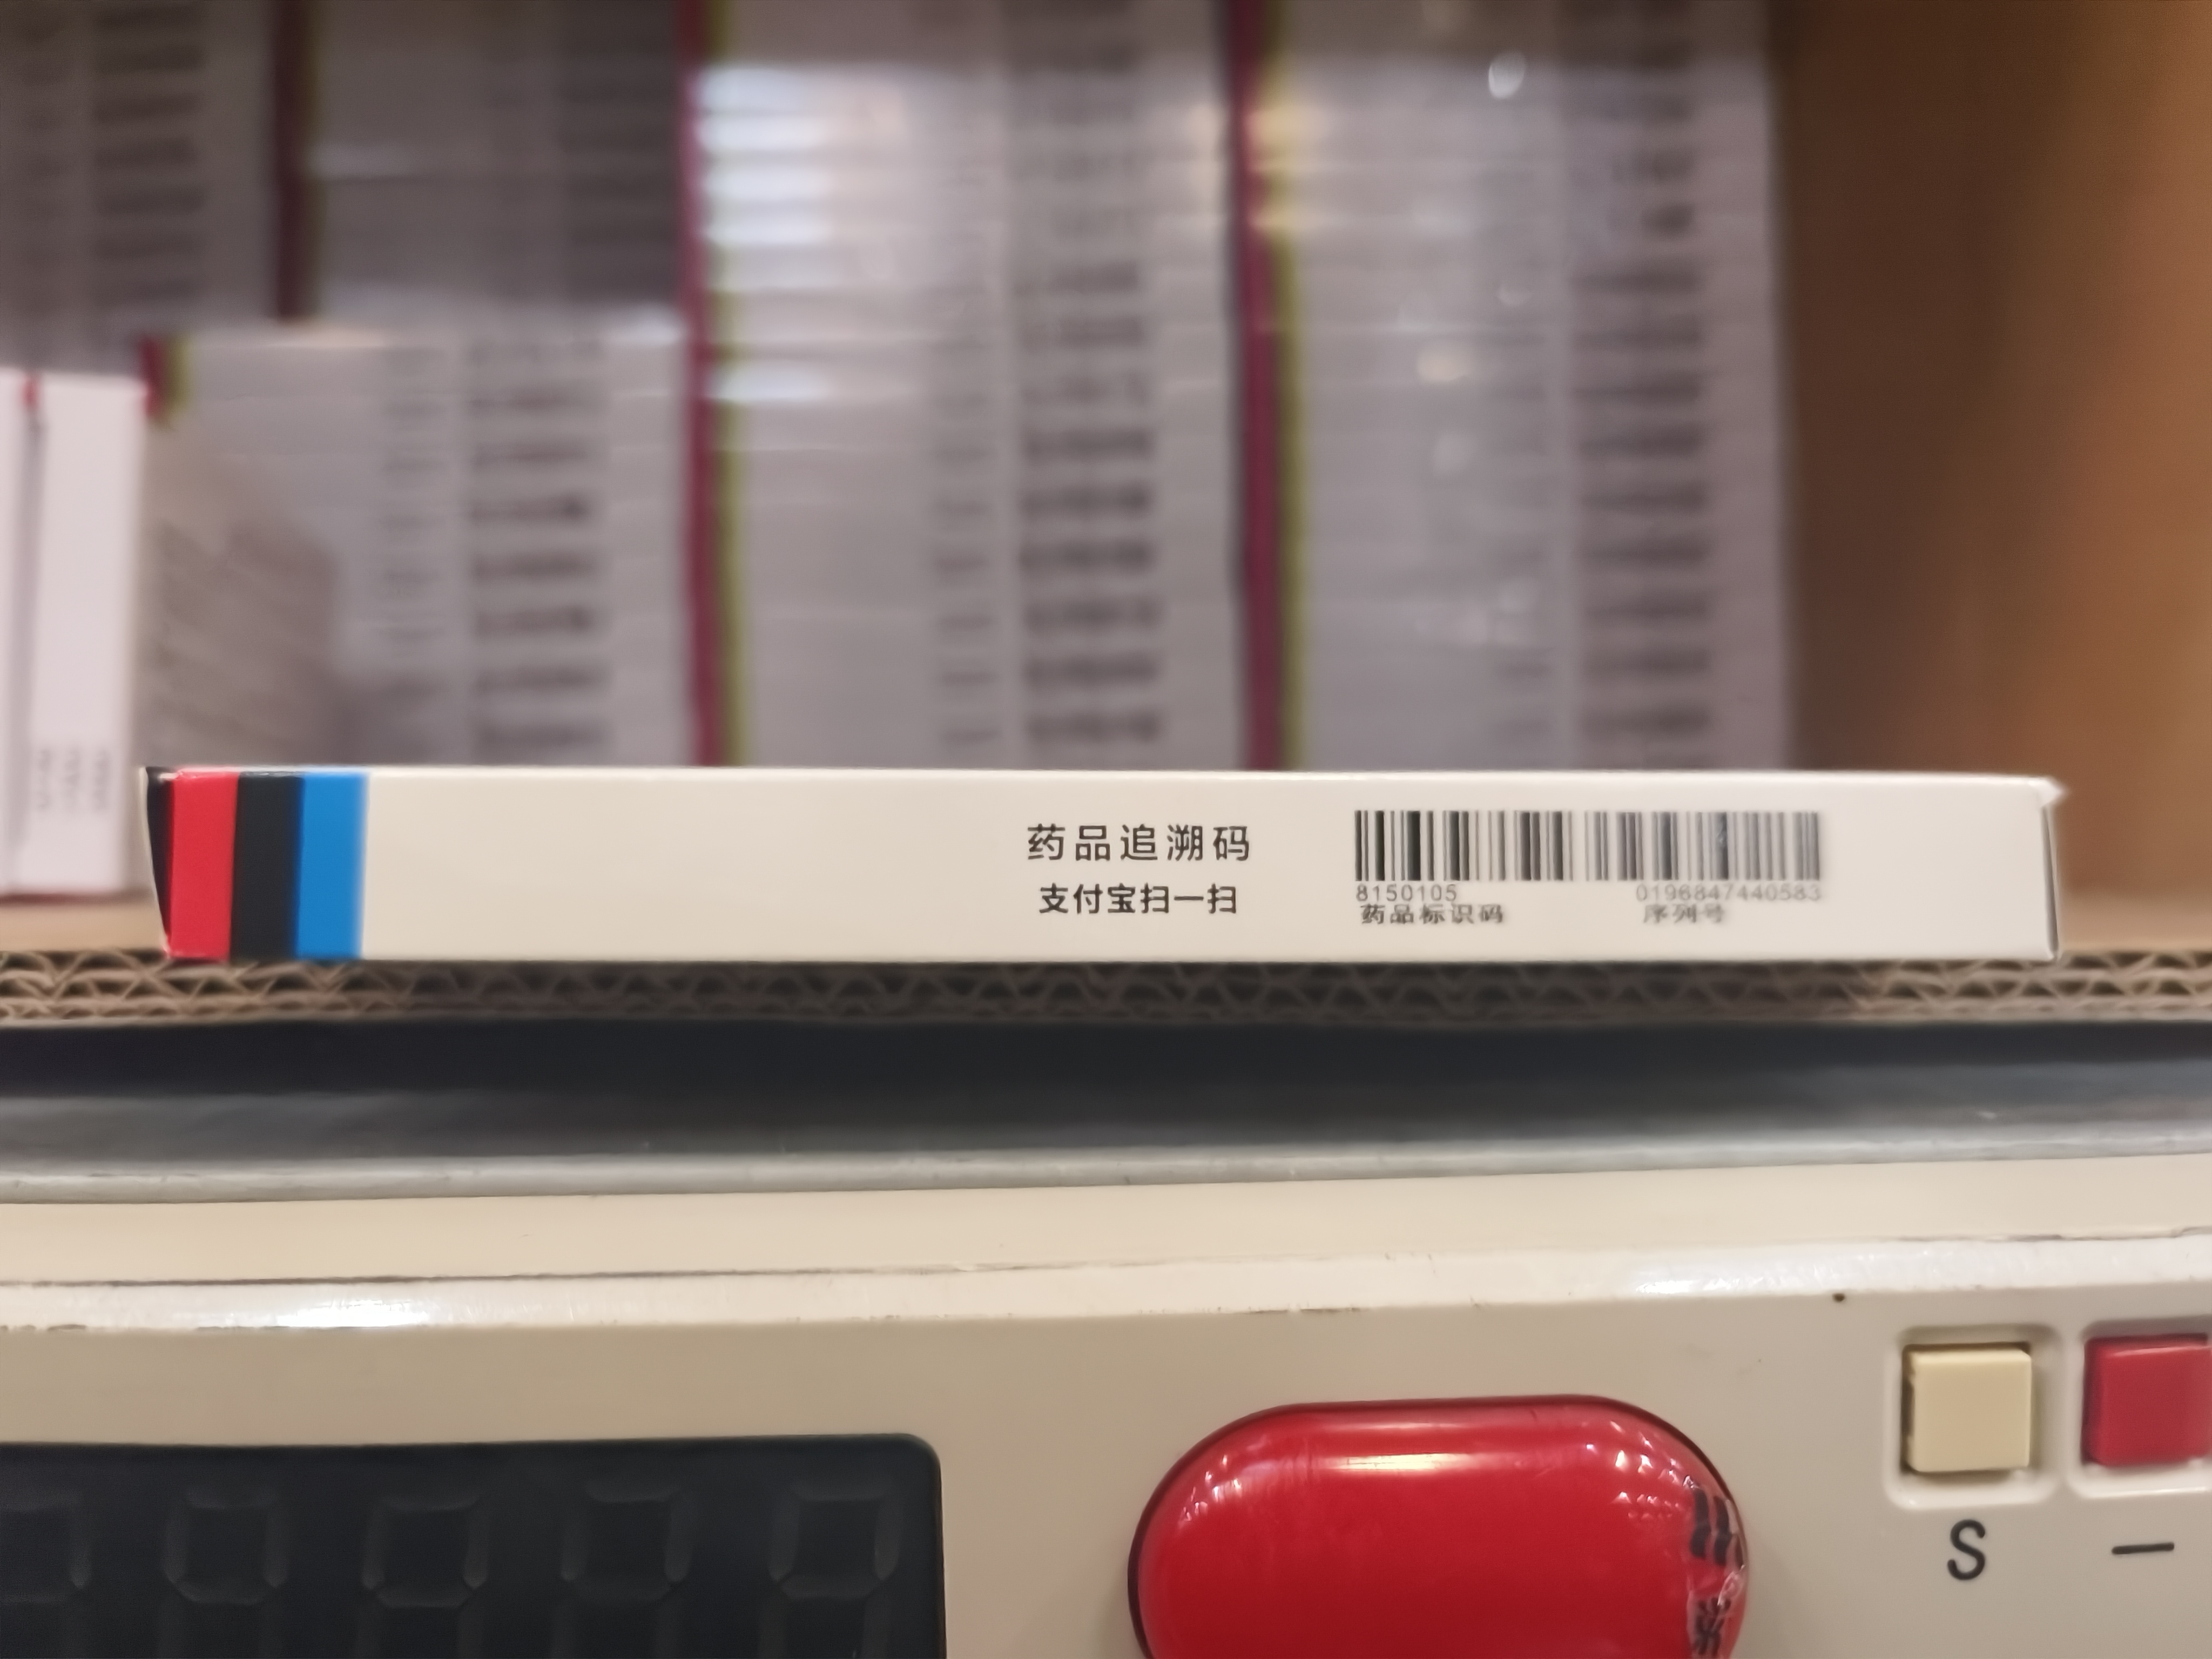 药品追溯码
支付宝扫一扫
8150105 0196847440583
药品标识码 序列号
S
—